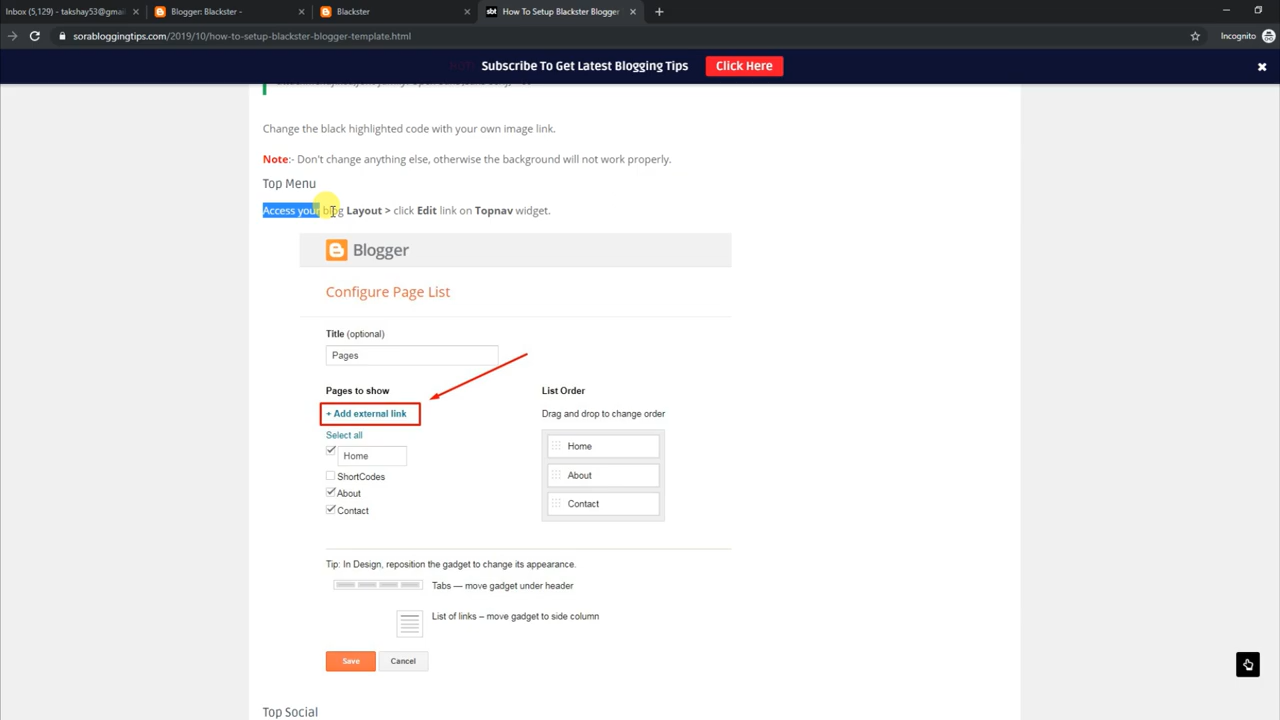 Inbox (5,129) - takshay53@gmail
Blogger: Blackster -
Blackster
sbt
How To Setup Blackster Blogger
sorabloggingtips.com/2019/10/how-to-setup-blackster-blogger-template.html
Incognito
Subscribe To Get Latest Blogging Tips
Click Here
Change the black highlighted code with your own image link.
Note:- Don't change anything else, otherwise the background will not work properly.
Top Menu
Access your blog Layout > click Edit link on Topnav widget.
Blogger
Configure Page List
Title (optional)
Pages
Pages to show
List Order
+ Add external link
Drag and drop to change order
Select all
Home
Home
ShortCodes
About
About
Contact
Contact
Tip: In Design, reposition the gadget to change its appearance.
Tabs — move gadget under header
List of links – move gadget to side column
Save
Cancel
Top Social